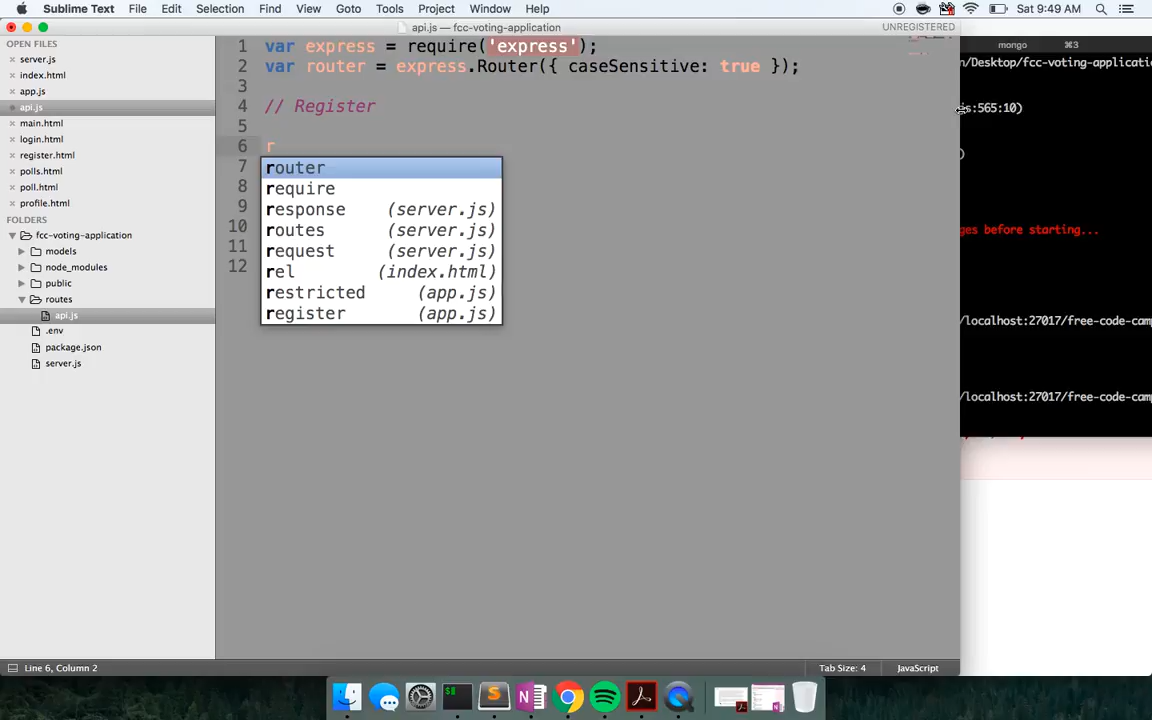 Sublime Text File Edit Selection Find View Goto Tools Project Window Help Sat 9:49 AM
api.js — fcc-voting-application UNREGISTERED
OPEN FILES
server.js
index.html
app.js
api.js
main.html
login.html
register.html
polls.html
poll.html
profile.html
FOLDERS
fcc-voting-application
models
node_modules
public
routes
api.js
.env
package.json
server.js
1 var express = require('express');
2 var router = express.Router({ caseSensitive: true });
3
4 // Register
5
6 r
7
8
9
10
11
12
router
require
response (server.js)
routes (server.js)
request (server.js)
rel (index.html)
restricted (app.js)
register (app.js)
mongo ⌘3
n/Desktop/fcc-voting-applicatio
js:565:10)
)
ges before starting...
/localhost:27017/free-code-cam
/localhost:27017/free-code-cam
Line 6, Column 2 Tab Size: 4 JavaScript